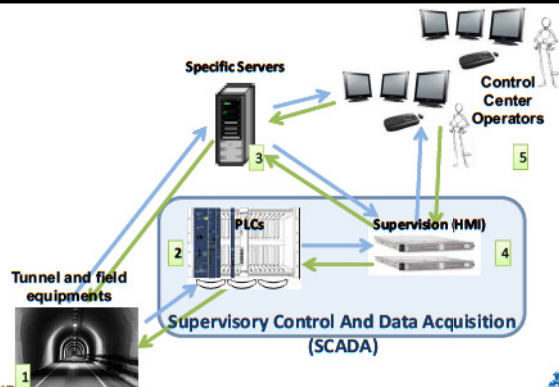 Specific Servers
Control
Center
Operators
3
5
PLCs
Supervision (HMI)
2
4
Tunnel and field
equipments
Supervisory Control And Data Acquisition
(SCADA)
1